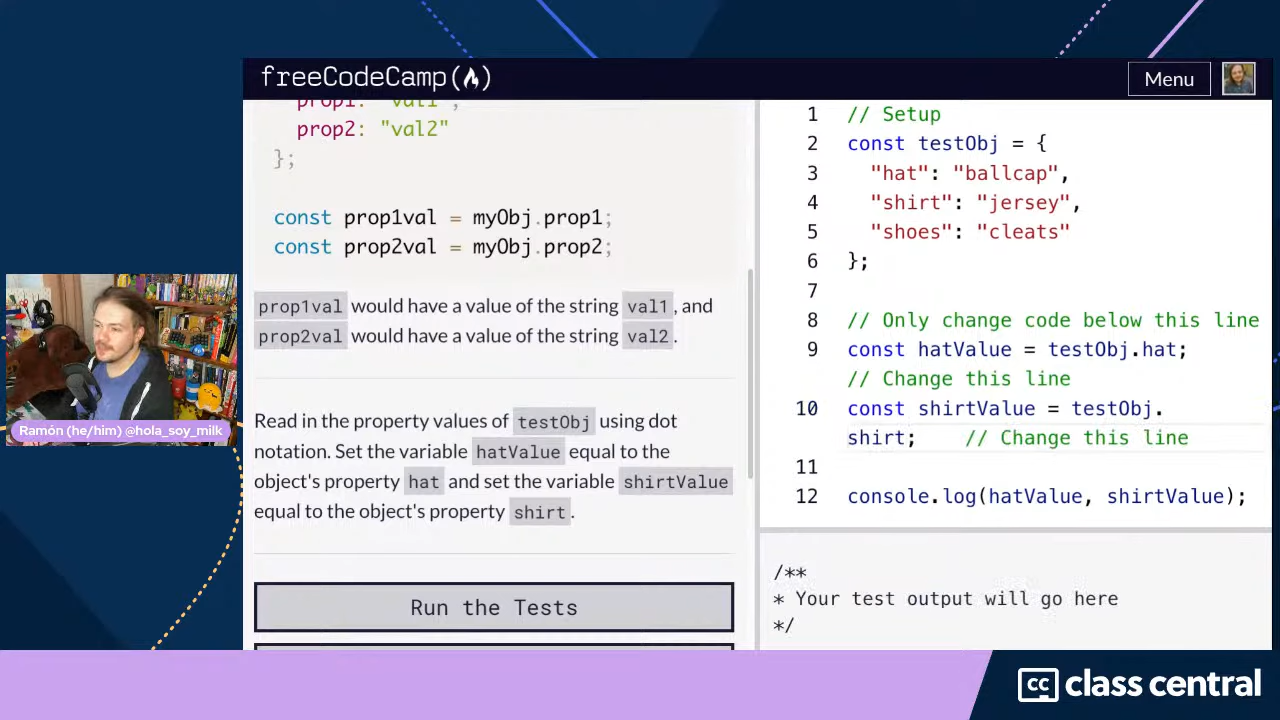 freeCodeCamp
Menu
prop1: "val1",
prop2: "val2"
};
const prop1val = myObj.prop1;
const prop2val = myObj.prop2;
prop1val would have a value of the string val1, and
prop2val would have a value of the string val2.
Read in the property values of testObj using dot
notation. Set the variable hatValue equal to the
object's property hat and set the variable shirtValue
equal to the object's property shirt.
Run the Tests
1 // Setup
2 const testObj = {
3 "hat": "ballcap",
4 "shirt": "jersey",
5 "shoes": "cleats"
6 };
7
8 // Only change code below this line
9 const hatValue = testObj.hat;
// Change this line
10 const shirtValue = testObj.
shirt; // Change this line
11
12 console.log(hatValue, shirtValue);
/**
* Your test output will go here
*/
Ramón (he/him) @hola_soy_milk
cc class central